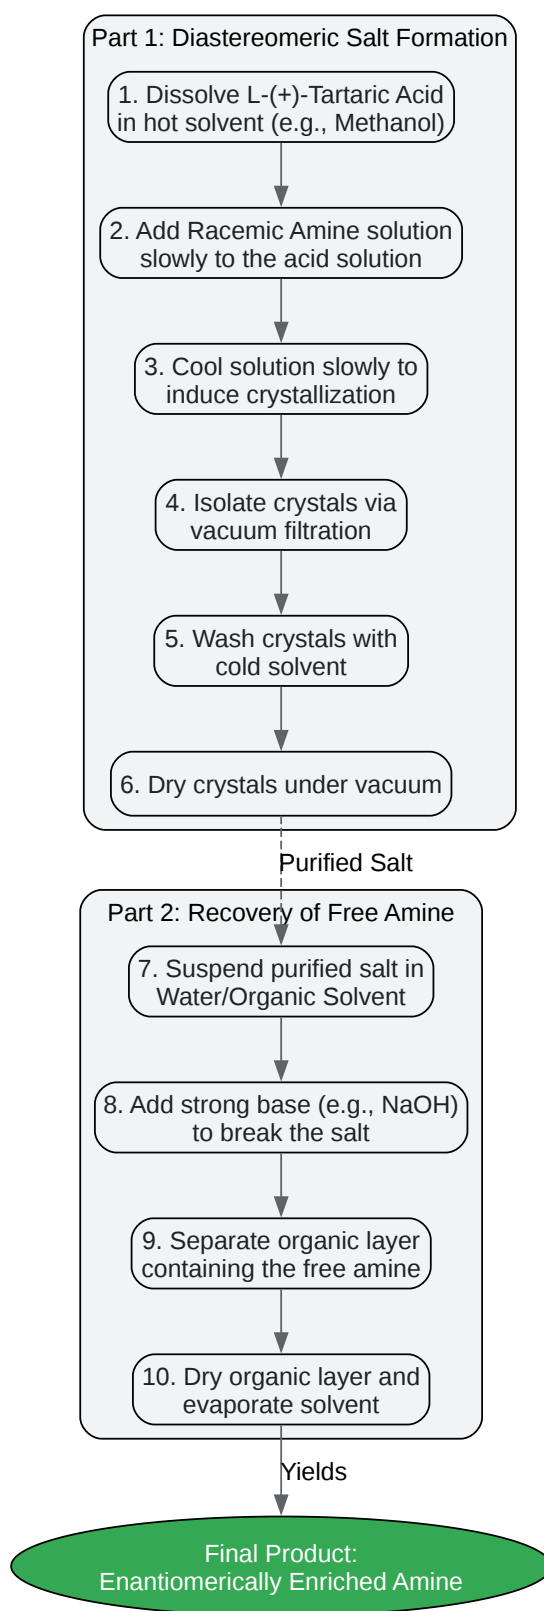 Part 1: Diastereomeric Salt Formation
1. Dissolve L-(+)-Tartaric Acid
in hot solvent (e.g., Methanol)
2. Add Racemic Amine solution
slowly to the acid solution
3. Cool solution slowly to
induce crystallization
4. Isolate crystals via
vacuum filtration
5. Wash crystals with
cold solvent
6. Dry crystals under vacuum
Purified Salt
Part 2: Recovery of Free Amine
7. Suspend purified salt in
Water/Organic Solvent
8. Add strong base (e.g., NaOH)
to break the salt
9. Separate organic layer
containing the free amine
10. Dry organic layer and
evaporate solvent
Yields
Final Product:
Enantiomerically Enriched Amine